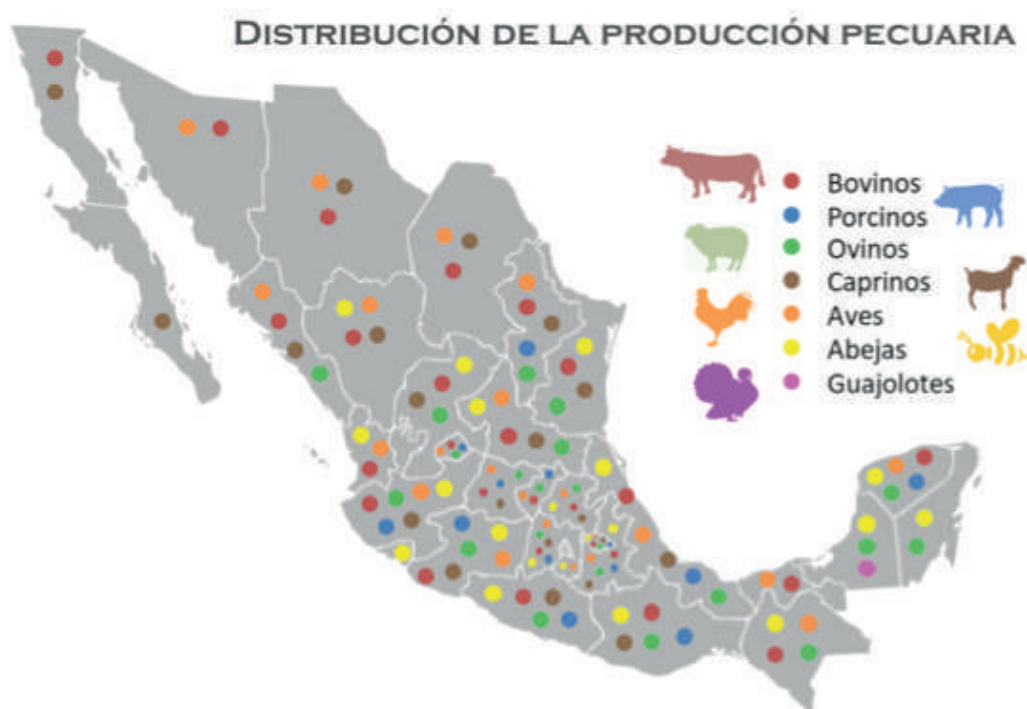 DISTRIBUCIÓN DE LA PRODUCCIÓN PECUARIA
Bovinos
Porcinos
Ovinos
Caprinos
Aves
Abejas
Guajolotes